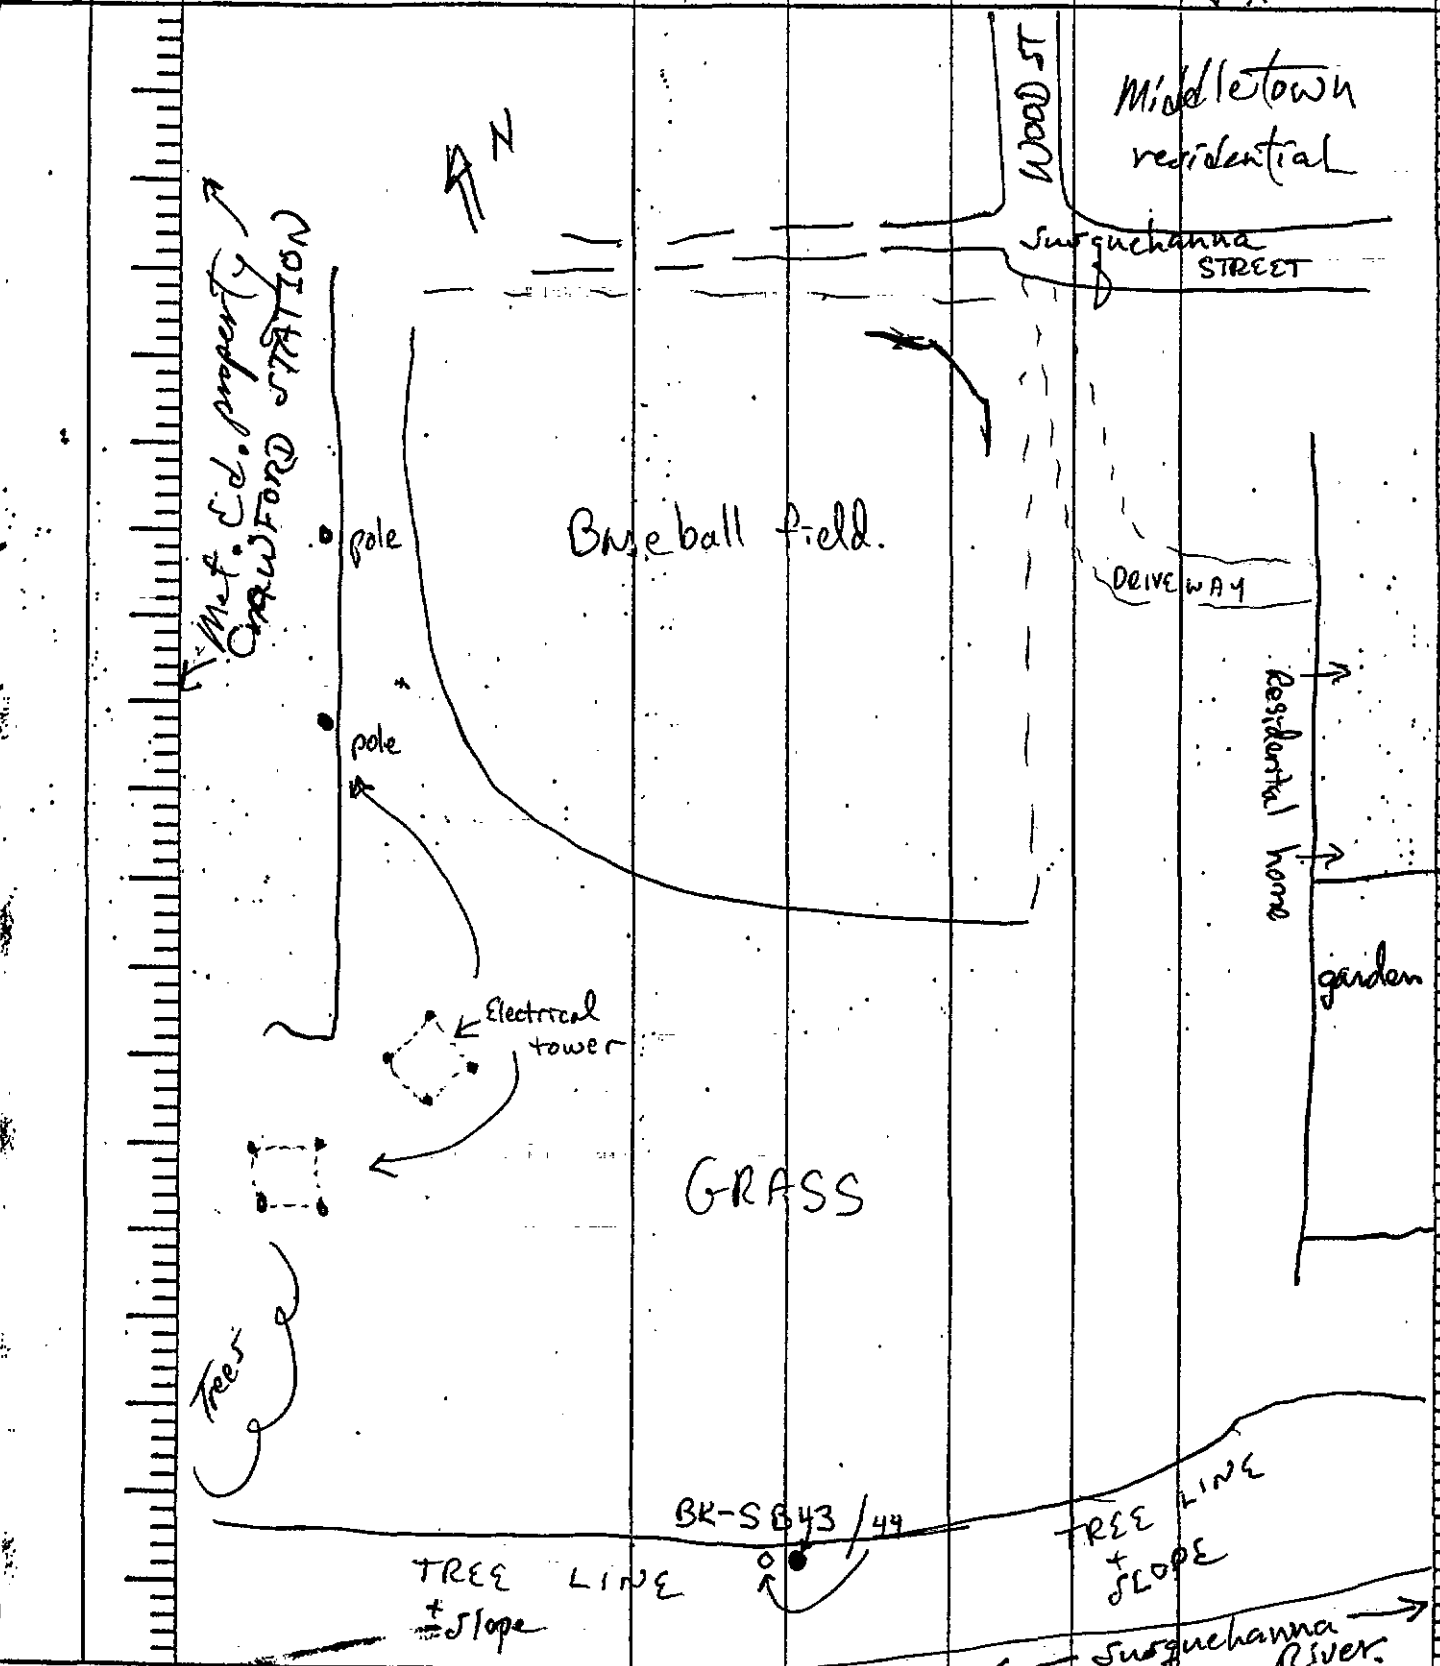 N
WOOD ST
Middletown
residential
Susquehanna
STREET
Met. Ed. property
CRAWFORD STATION
pole
Baseball field.
DRIVEWAY
pole
Residential home
garden
Electrical
tower
GRASS
Trees
BK-SB43/44
TREE LINE
+ Slope
TREE LINE
+
SLOPE
Susquehanna
River.